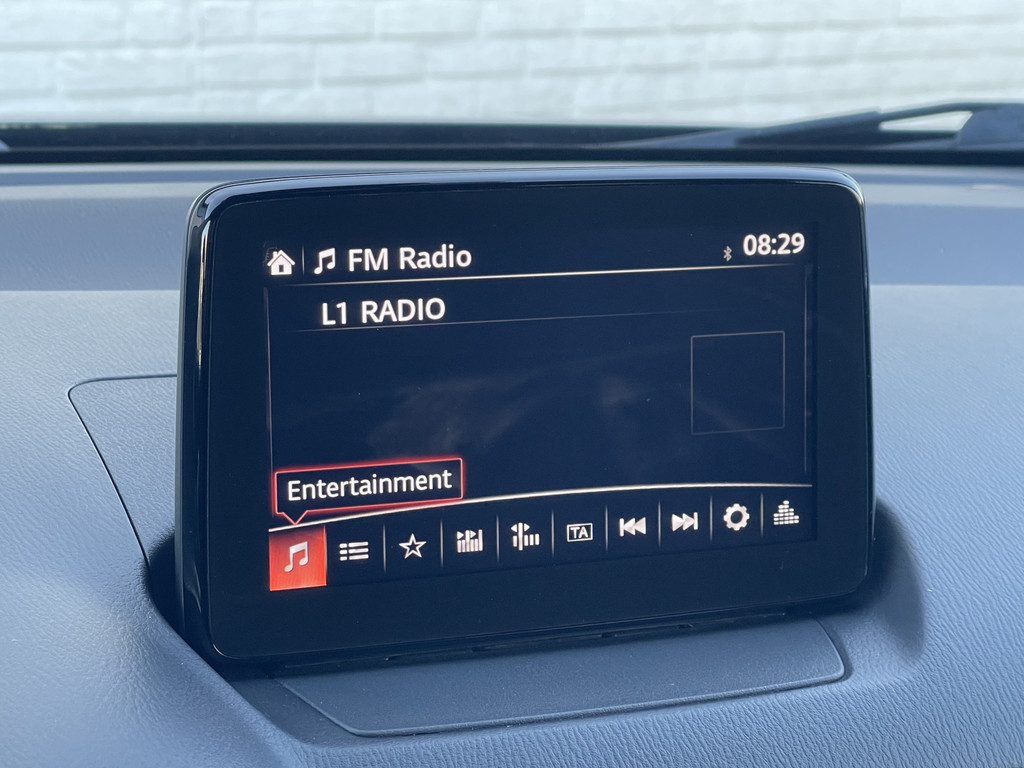 FM Radio
08:29
L1 RADIO
Entertainment
TA